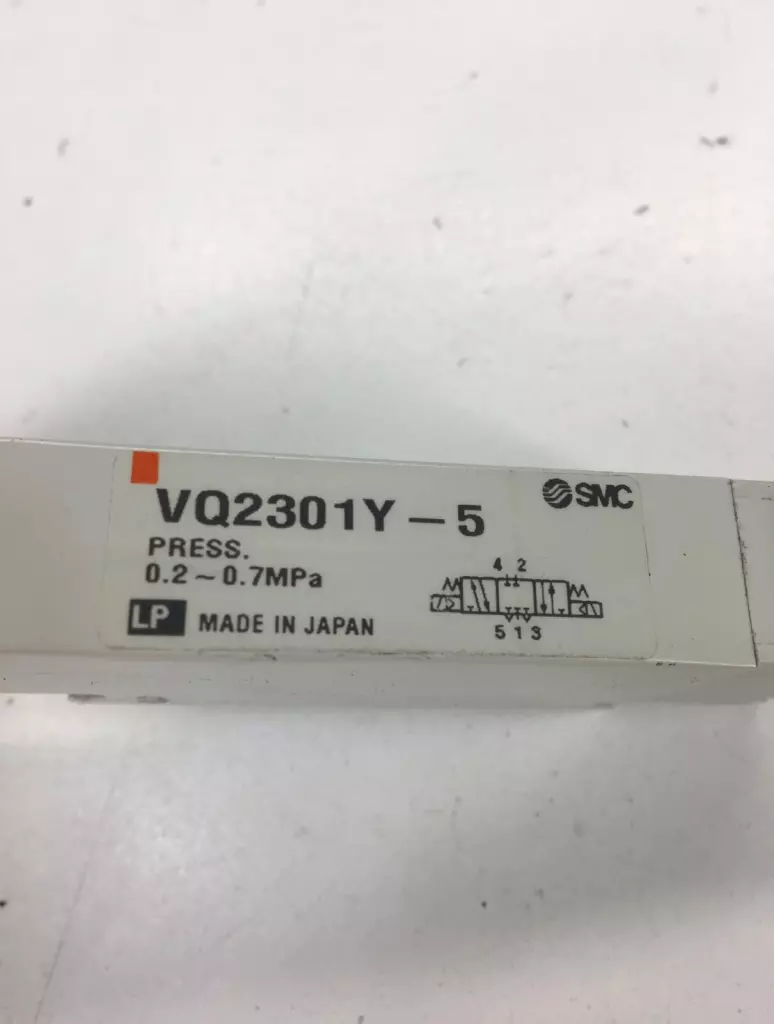 SMC
VQ2301Y-5
PRESS.
0.2~0.7MPa
4 2
LP MADE IN JAPAN
5 1 3